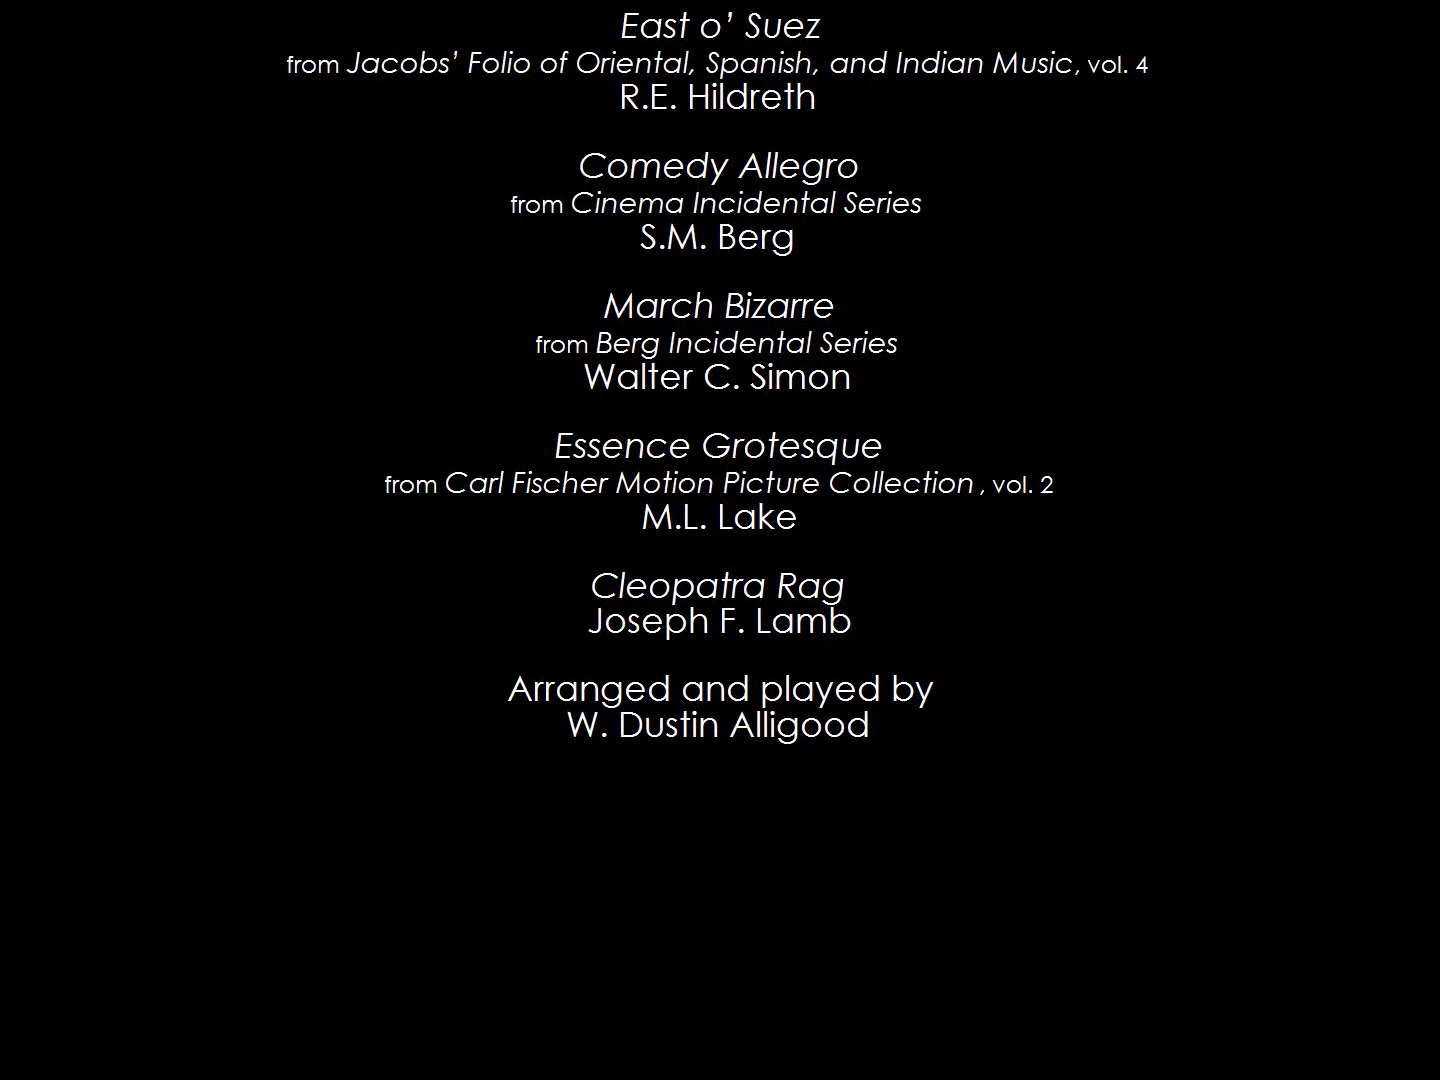 East o’ Suez
from Jacobs’ Folio of Oriental, Spanish, and Indian Music, vol. 4
R.E. Hildreth
Comedy Allegro
from Cinema Incidental Series
S.M. Berg
March Bizarre
from Berg Incidental Series
Walter C. Simon
Essence Grotesque
from Carl Fischer Motion Picture Collection , vol. 2
M.L. Lake
Cleopatra Rag
Joseph F. Lamb
Arranged and played by
W. Dustin Alligood